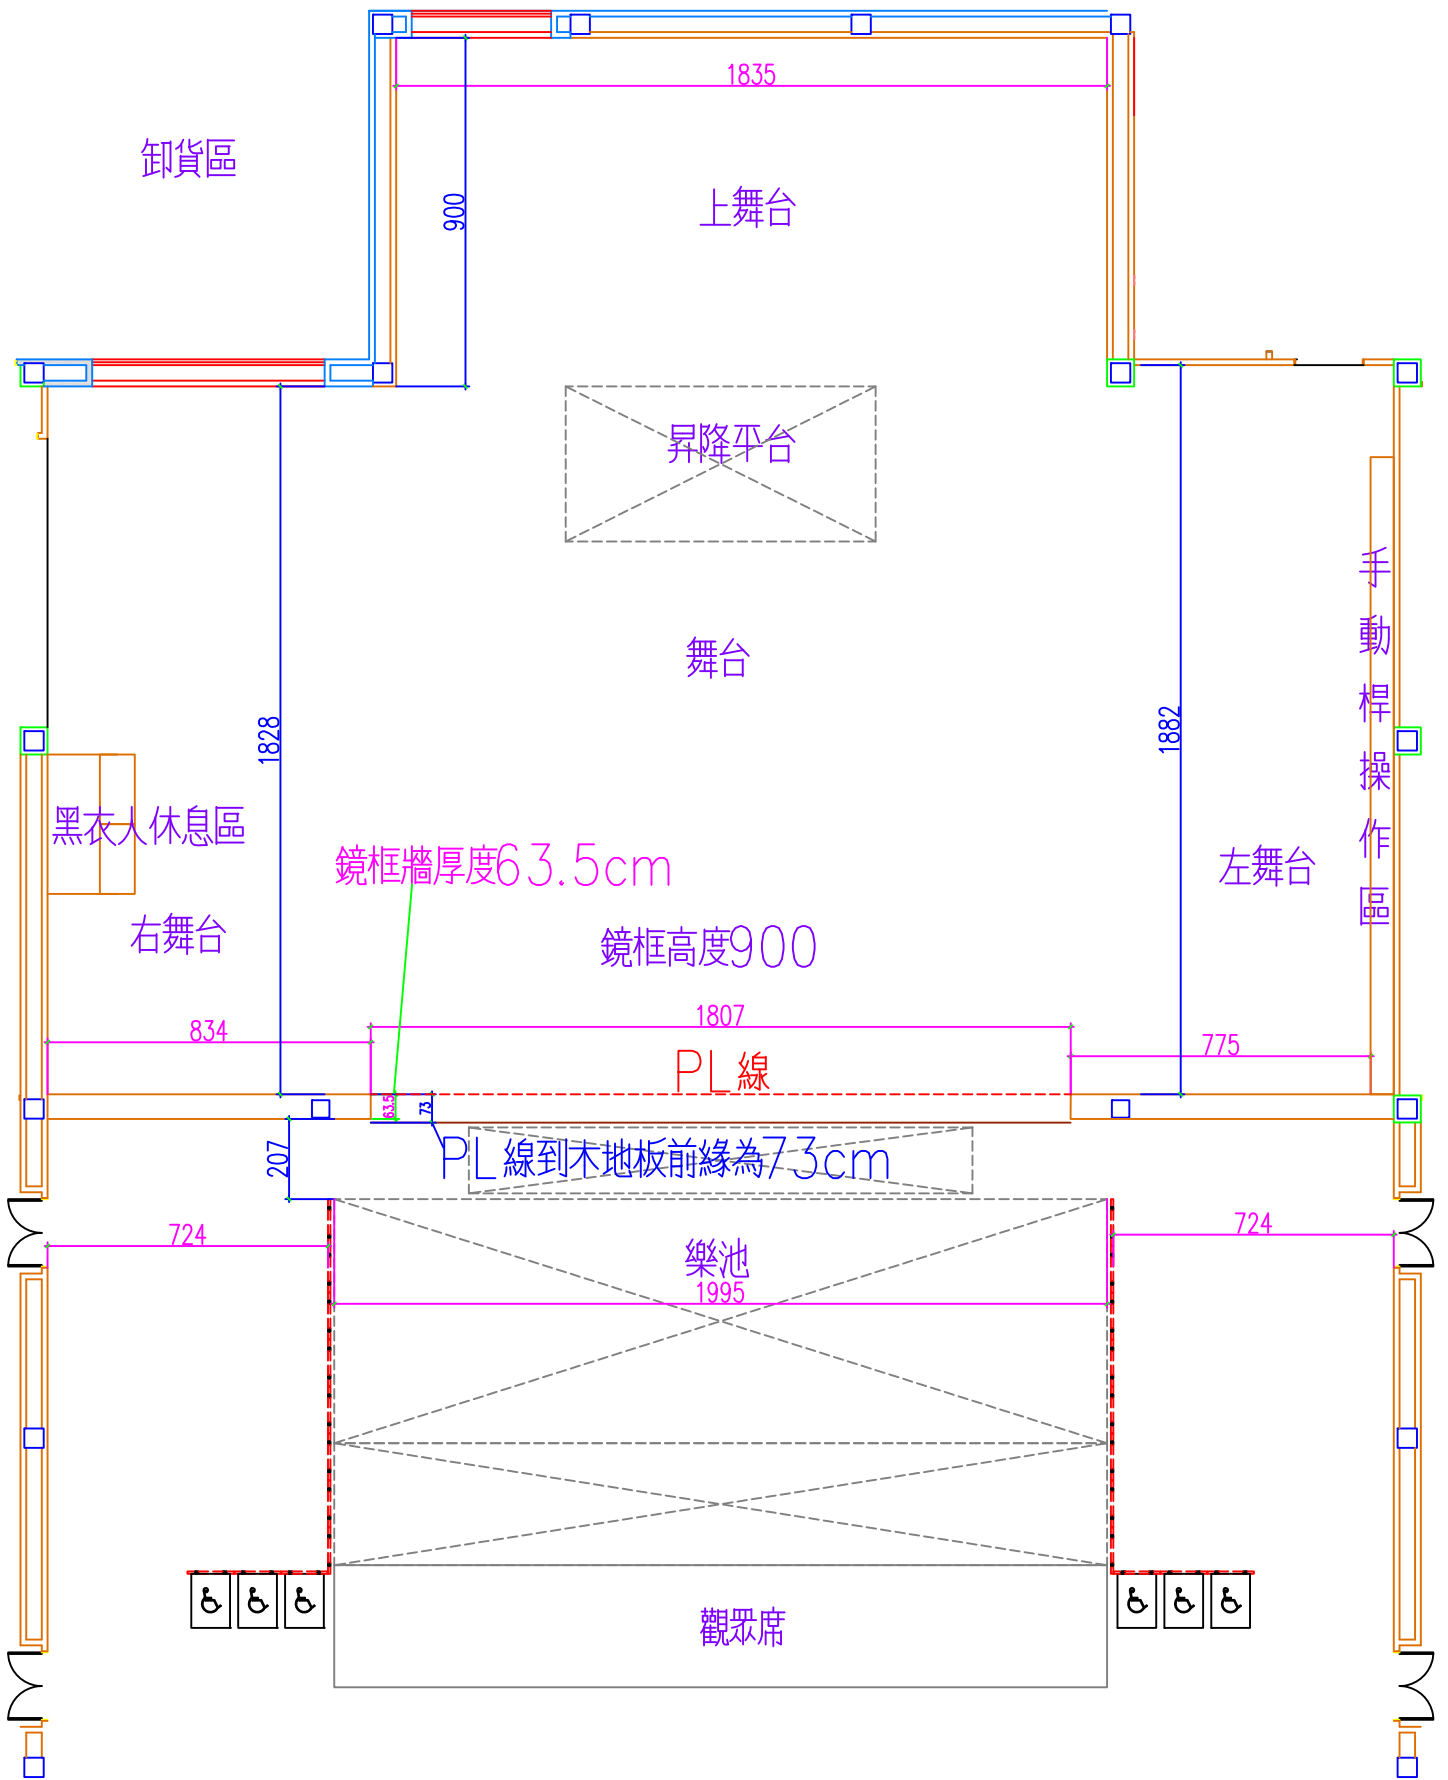 1835
卸貨區
上舞台
900
昇降平台
手動桿操作區
舞台
1828
1882
黑衣人休息區
鏡框牆厚度63.5cm
左舞台
右舞台
鏡框高度900
1807
834
775
PL線
63.5
73
PL線到木地板前緣為73cm
207
724
724
樂池
1995
觀眾席